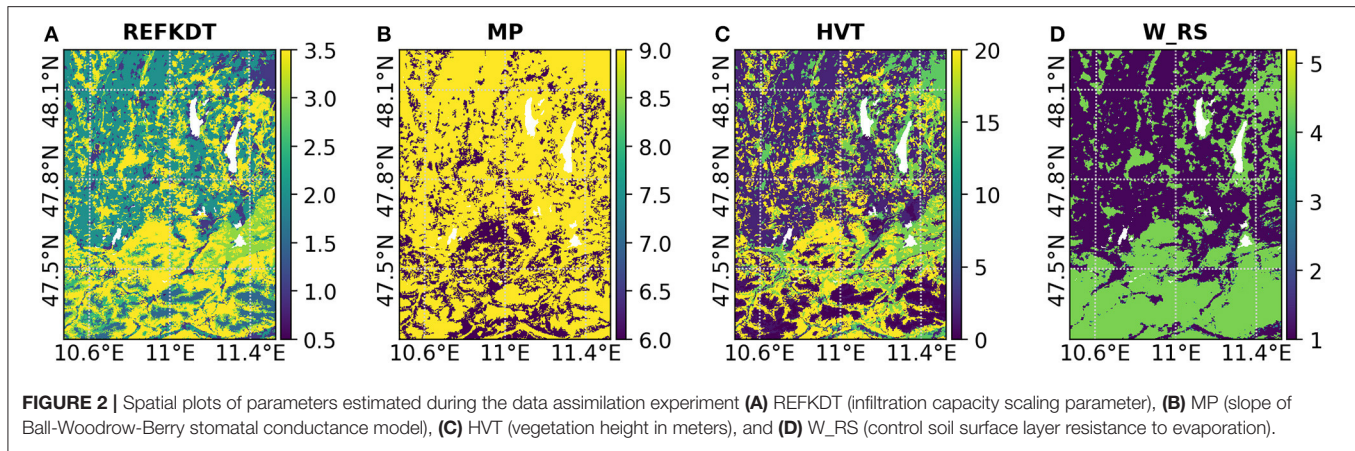 A REFKDT
3.5
3.0
2.5
2.0
1.5
1.0
0.5
48.1°N
47.8°N
47.5°N
10.6°E 11°E 11.4°E
B MP
9.0
8.5
8.0
7.5
7.0
6.5
6.0
48.1°N
47.8°N
47.5°N
10.6°E 11°E 11.4°E
C HVT
20
15
10
5
0
48.1°N
47.8°N
47.5°N
10.6°E 11°E 11.4°E
D W_RS
5
4
3
2
1
48.1°N
47.8°N
47.5°N
10.6°E 11°E 11.4°E
FIGURE 2 | Spatial plots of parameters estimated during the data assimilation experiment (A) REFKDT (infiltration capacity scaling parameter), (B) MP (slope of
Ball-Woodrow-Berry stomatal conductance model), (C) HVT (vegetation height in meters), and (D) W_RS (control soil surface layer resistance to evaporation).